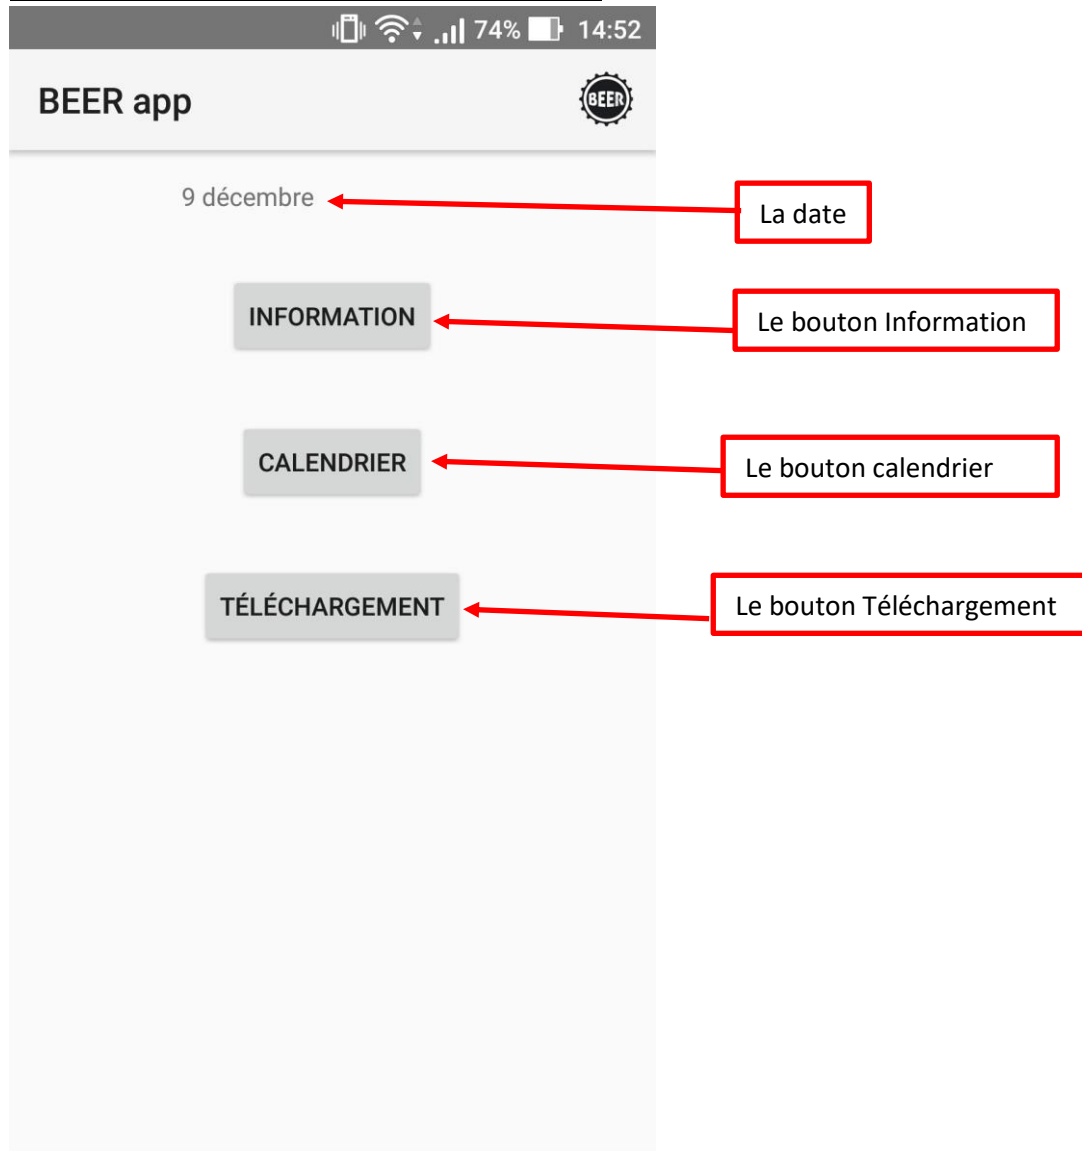 74% 14:52
BEER app
BEER
9 décembre
La date
INFORMATION
Le bouton Information
CALENDRIER
Le bouton calendrier
TÉLÉCHARGEMENT
Le bouton Téléchargement